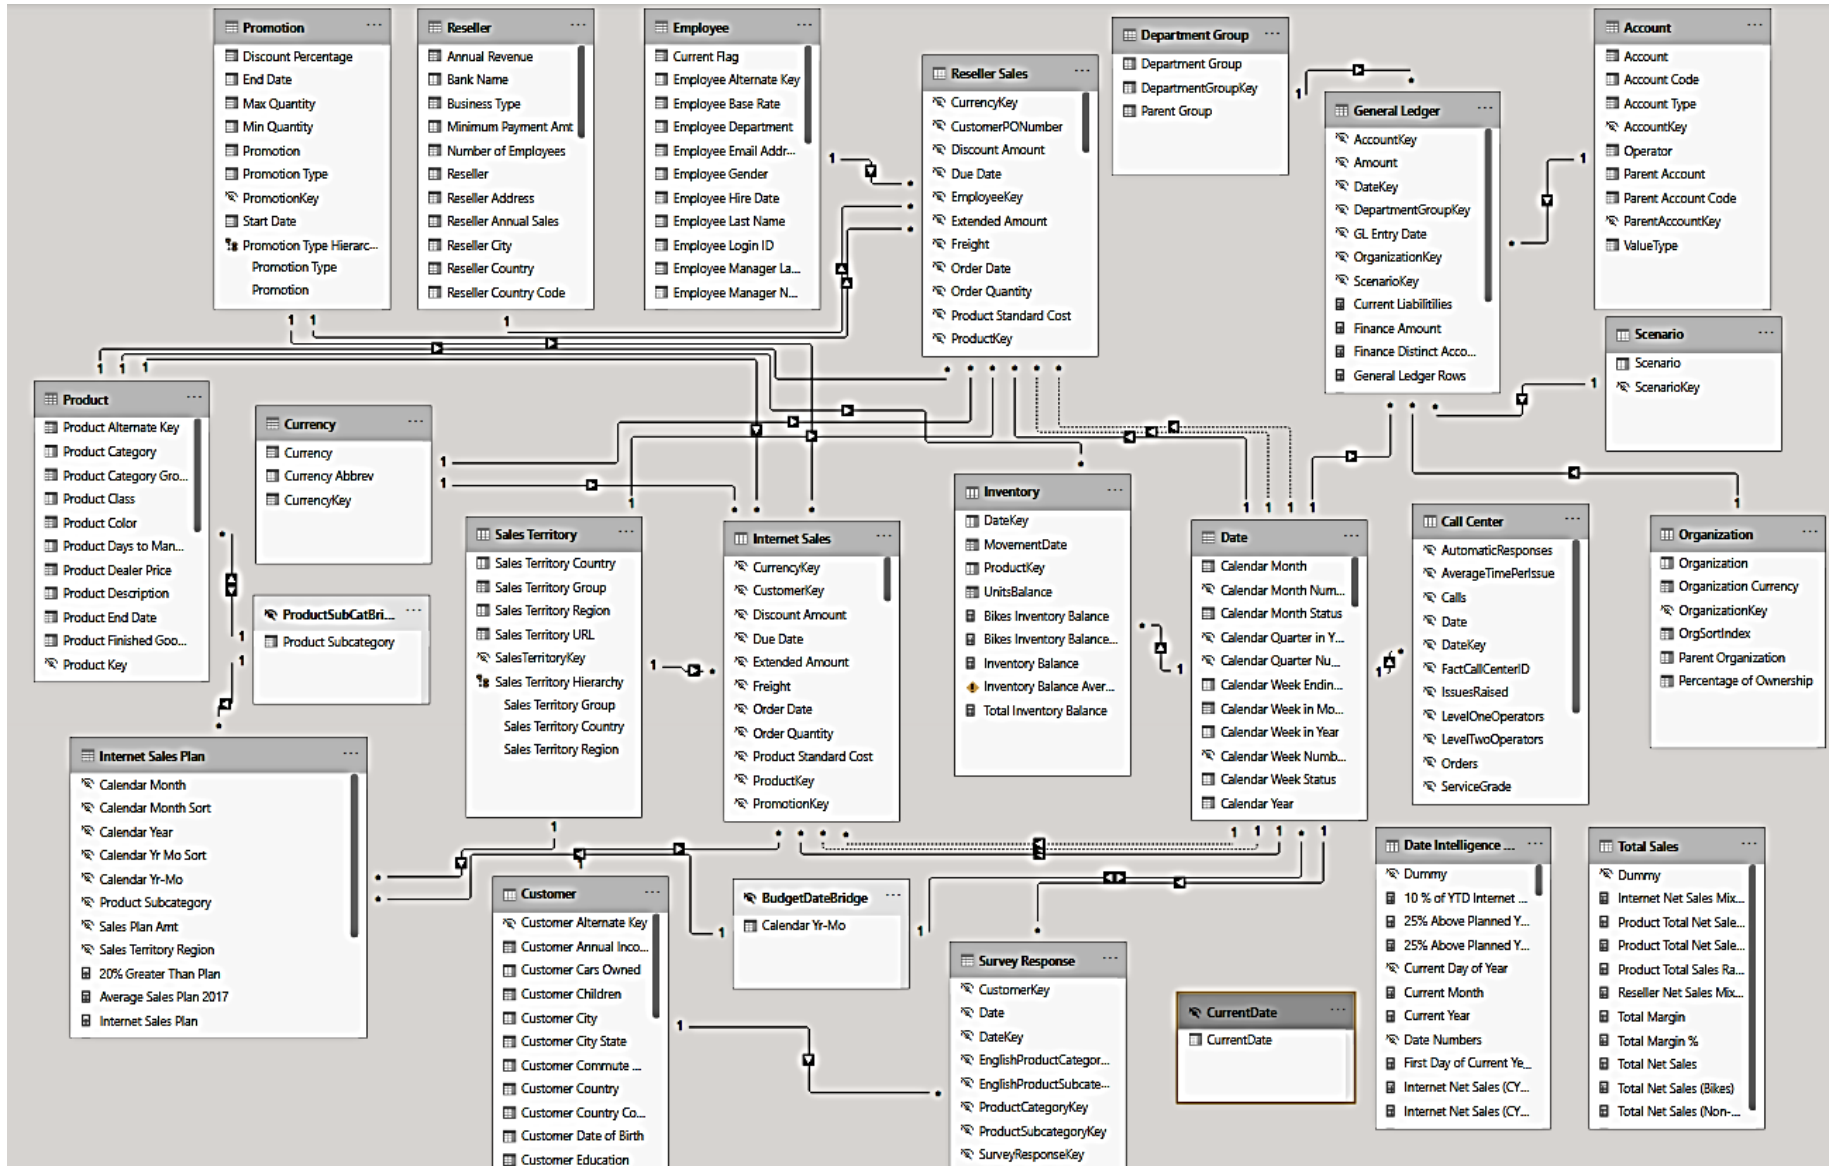 Promotion
Discount Percentage
End Date
Max Quantity
Min Quantity
Promotion
Promotion Type
PromotionKey
Start Date
Promotion Type Hierarc...
Promotion Type
Promotion
Reseller
Annual Revenue
Bank Name
Business Type
Minimum Payment Amt
Number of Employees
Reseller
Reseller Address
Reseller Annual Sales
Reseller City
Reseller Country
Reseller Country Code
Employee
Current Flag
Employee Alternate Key
Employee Base Rate
Employee Department
Employee Email Addr...
Employee Gender
Employee Hire Date
Employee Last Name
Employee Login ID
Employee Manager La...
Employee Manager N...
Reseller Sales
CurrencyKey
CustomerPONumber
Discount Amount
Due Date
EmployeeKey
Extended Amount
Freight
Order Date
Order Quantity
Product Standard Cost
ProductKey
Department Group
Department Group
DepartmentGroupKey
Parent Group
General Ledger
AccountKey
Amount
DateKey
DepartmentGroupKey
GL Entry Date
OrganizationKey
ScenarioKey
Current Liabilitilies
Finance Amount
Finance Distinct Acco...
General Ledger Rows
Account
Account
Account Code
Account Type
AccountKey
Operator
Parent Account
Parent Account Code
ParentAccountKey
ValueType
Scenario
Scenario
ScenarioKey
Product
Product Alternate Key
Product Category
Product Category Gro...
Product Class
Product Color
Product Days to Man...
Product Dealer Price
Product Description
Product End Date
Product Finished Goo...
Product Key
Currency
Currency
Currency Abbrev
CurrencyKey
ProductSubCatBri...
Product Subcategory
Sales Territory
Sales Territory Country
Sales Territory Group
Sales Territory Region
Sales Territory URL
SalesTerritoryKey
Sales Territory Hierarchy
Sales Territory Group
Sales Territory Country
Sales Territory Region
Internet Sales
CurrencyKey
CustomerKey
Discount Amount
Due Date
Extended Amount
Freight
Order Date
Order Quantity
Product Standard Cost
ProductKey
PromotionKey
Inventory
DateKey
MovementDate
ProductKey
UnitsBalance
Bikes Inventory Balance
Bikes Inventory Balance...
Inventory Balance
Inventory Balance Aver...
Total Inventory Balance
Date
Calendar Month
Calendar Month Num...
Calendar Month Status
Calendar Quarter in Y...
Calendar Quarter Nu...
Calendar Week Endin...
Calendar Week in Mo...
Calendar Week in Year
Calendar Week Numb...
Calendar Week Status
Calendar Year
Call Center
AutomaticResponses
AverageTimePerIssue
Calls
Date
DateKey
FactCallCenterID
IssuesRaised
LevelOneOperators
LevelTwoOperators
Orders
ServiceGrade
Organization
Organization
Organization Currency
OrganizationKey
OrgSortIndex
Parent Organization
Percentage of Ownership
Internet Sales Plan
Calendar Month
Calendar Month Sort
Calendar Year
Calendar Yr Mo Sort
Calendar Yr-Mo
Product Subcategory
Sales Plan Amt
Sales Territory Region
20% Greater Than Plan
Average Sales Plan 2017
Internet Sales Plan
Customer
Customer Alternate Key
Customer Annual Inco...
Customer Cars Owned
Customer Children
Customer City
Customer City State
Customer Commute ...
Customer Country
Customer Country Co...
Customer Date of Birth
Customer Education
BudgetDateBridge
Calendar Yr-Mo
Survey Response
CustomerKey
Date
DateKey
EnglishProductCategor...
EnglishProductSubcate...
ProductCategoryKey
ProductSubcategoryKey
SurveyResponseKey
CurrentDate
CurrentDate
Date Intelligence ...
Dummy
10 % of YTD Internet ...
25% Above Planned Y...
25% Above Planned Y...
Current Day of Year
Current Month
Current Year
Date Numbers
First Day of Current Ye...
Internet Net Sales (CY...
Internet Net Sales (CY...
Total Sales
Dummy
Internet Net Sales Mix...
Product Total Net Sale...
Product Total Net Sale...
Product Total Sales Ra...
Reseller Net Sales Mix...
Total Margin
Total Margin %
Total Net Sales
Total Net Sales (Bikes)
Total Net Sales (Non-...